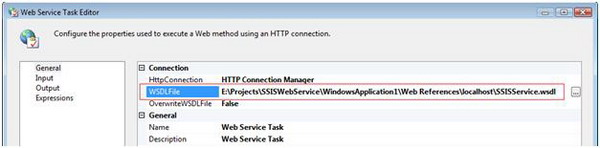 Web Service Task Editor
Configure the properties used to execute a Web method using an HTTP connection.
General
Input
Output
Expressions
Connection
HttpConnection HTTP Connection Manager
WSDLFile E:\Projects\SSISWebService\WindowsApplication1\Web References\localhost\SSISService.wsdl
OverwriteWSDLFile False
General
Name Web Service Task
Description Web Service Task